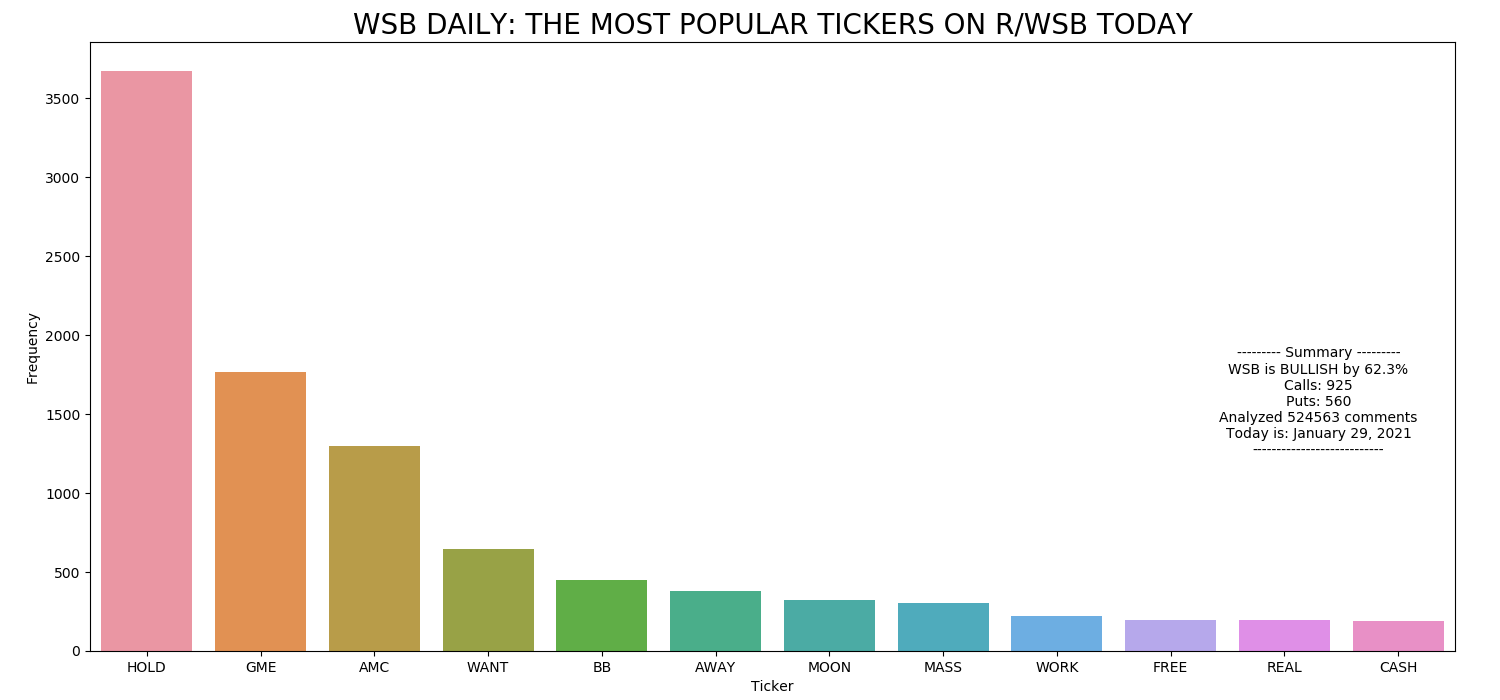 WSB DAILY: THE MOST POPULAR TICKERS ON R/WSB TODAY
3500
3000
2500
2000
1500
1000
500
0
Frequency
--------- Summary ---------
WSB is BULLISH by 62.3%
Calls: 925
Puts: 560
Analyzed 524563 comments
Today is: January 29, 2021
---------------------------
HOLD GME AMC WANT BB AWAY MOON MASS WORK FREE REAL CASH
Ticker